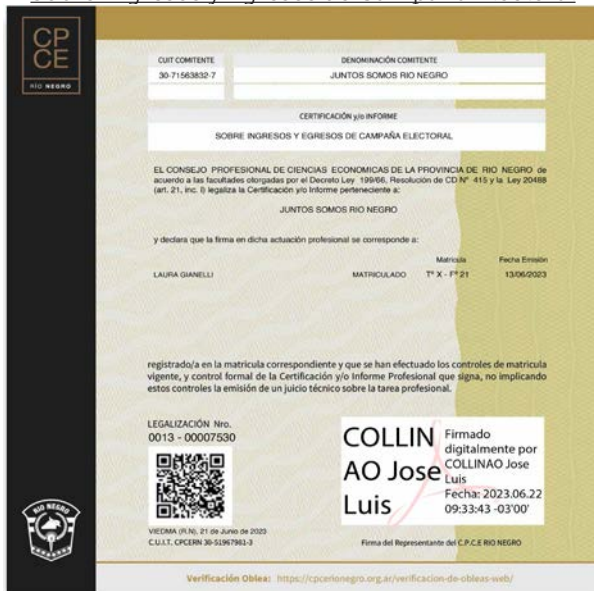 CP
CE
RÍO NEGRO
CUIT COMITENTE DENOMINACIÓN COMITENTE
30-71563832-7 JUNTOS SOMOS RIO NEGRO
CERTIFICACIÓN y/o INFORME
SOBRE INGRESOS Y EGRESOS DE CAMPAÑA ELECTORAL
EL CONSEJO PROFESIONAL DE CIENCIAS ECONOMICAS DE LA PROVINCIA DE RIO NEGRO de
acuerdo a las facultades otorgadas por el Decreto Ley 199/66, Resolución de CD Nº 415 y la Ley 20488
(art. 21, inc. I) legaliza la Certificación y/o Informe perteneciente a:
JUNTOS SOMOS RIO NEGRO
y declara que la firma en dicha actuación profesional se corresponde a:
Matrícula Fecha Emisión
LAURA GIANELLI MATRICULADO Tº X - Fº 21 13/06/2023
registrado/a en la matrícula correspondiente y que se han efectuado los controles de matrícula
vigente, y control formal de la Certificación y/o Informe Profesional que signa, no implicando
estos controles la emisión de un juicio técnico sobre la tarea profesional.
LEGALIZACIÓN Nro.
0013 - 00007530
COLLIN
AO Jose
Luis
Firmado
digitalmente por
COLLINAO Jose
Luis
Fecha: 2023.06.22
09:33:43 -03'00'
RIO NEGRO
VIEDMA (R.N), 21 de Junio de 2023
C.U.I.T. CPCERN 30-51967981-3
Firma del Representante del C.P.C.E RIO NEGRO
Verificación Oblea: https://cpcerionegro.org.ar/verificacion-de-obleas-web/